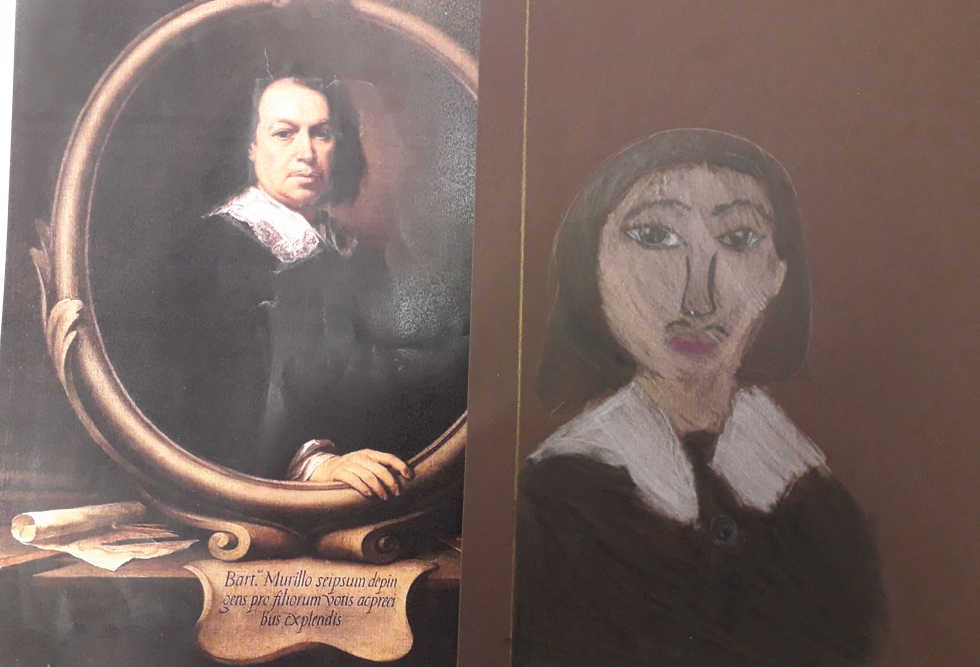 Bart.us Murillo seipsum depin
gens pro filiorum votis acpreci
bus explendis